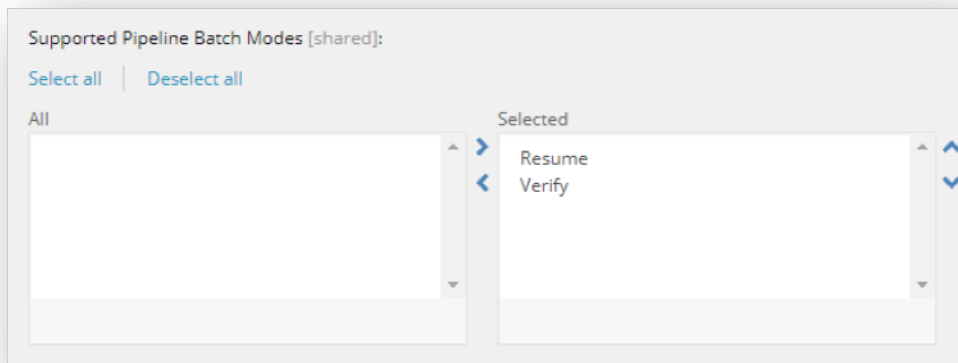 Supported Pipeline Batch Modes [shared]:
Select all Deselect all
All Selected
Resume
Verify